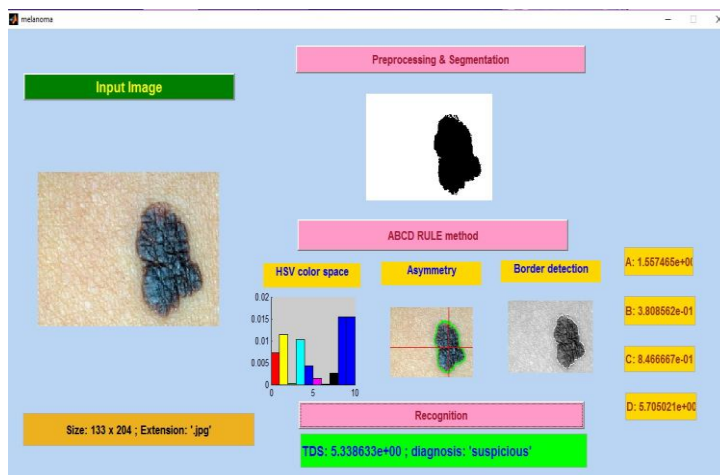 melanoma
Preprocessing & Segmentation
Input Image
ABCD RULE method
HSV color space
Asymmetry
Border detection
A: 1.557465e+0
0.02
0.015
0.01
0.005
0
0 5 10
B: 3.808562e-01
C: 8.466667e-01
D: 5.705021e+0
Recognition
Size: 133 x 204 ; Extension: '.jpg'
TDS: 5.338633e+00 ; diagnosis: 'suspicious'